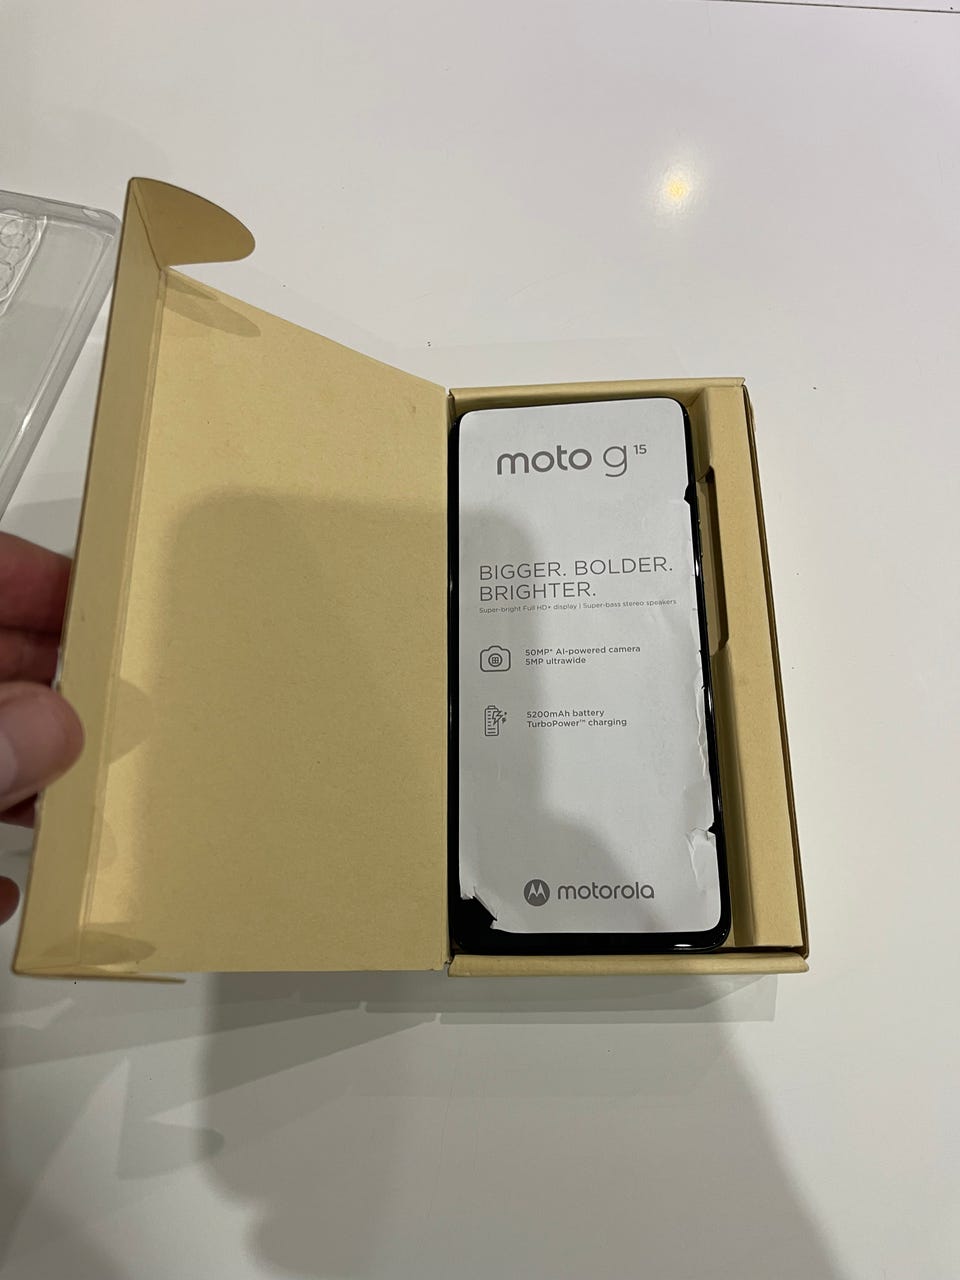 moto g 15
BIGGER. BOLDER.
BRIGHTER.
Super-bright Full HD+ display | Super-bass stereo speakers
50MP* AI-powered camera
5MP ultrawide
5200mAh battery
TurboPower™ charging
motorola